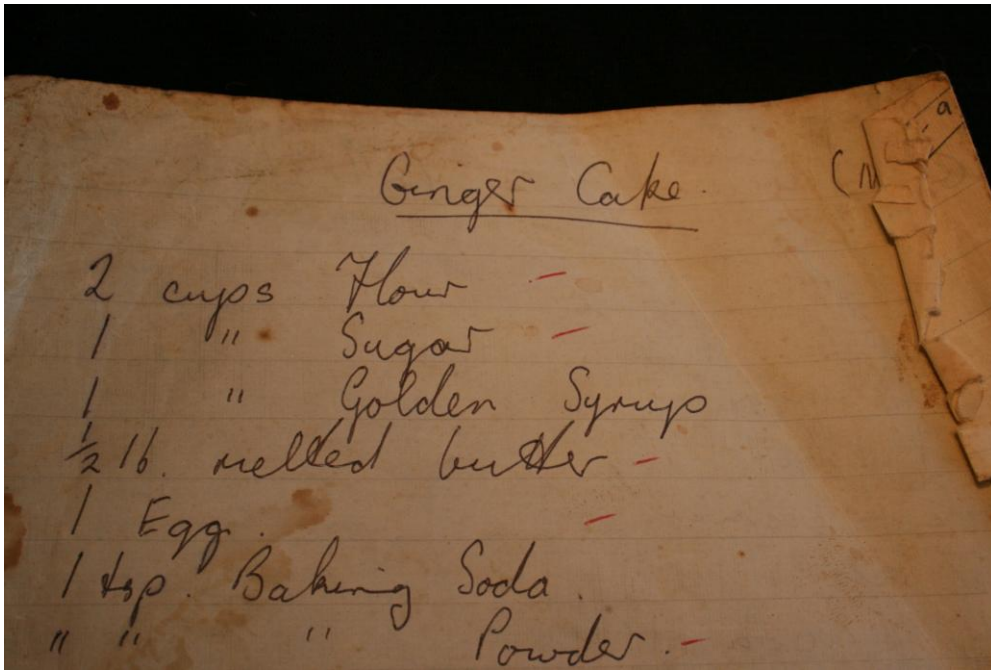 Ginger Cake.
2 cups Flour -
1 " Sugar -
1 " Golden Syrup
½ lb. melted butter -
1 Egg. -
1 tsp. Baking Soda.
" " " Powder. -